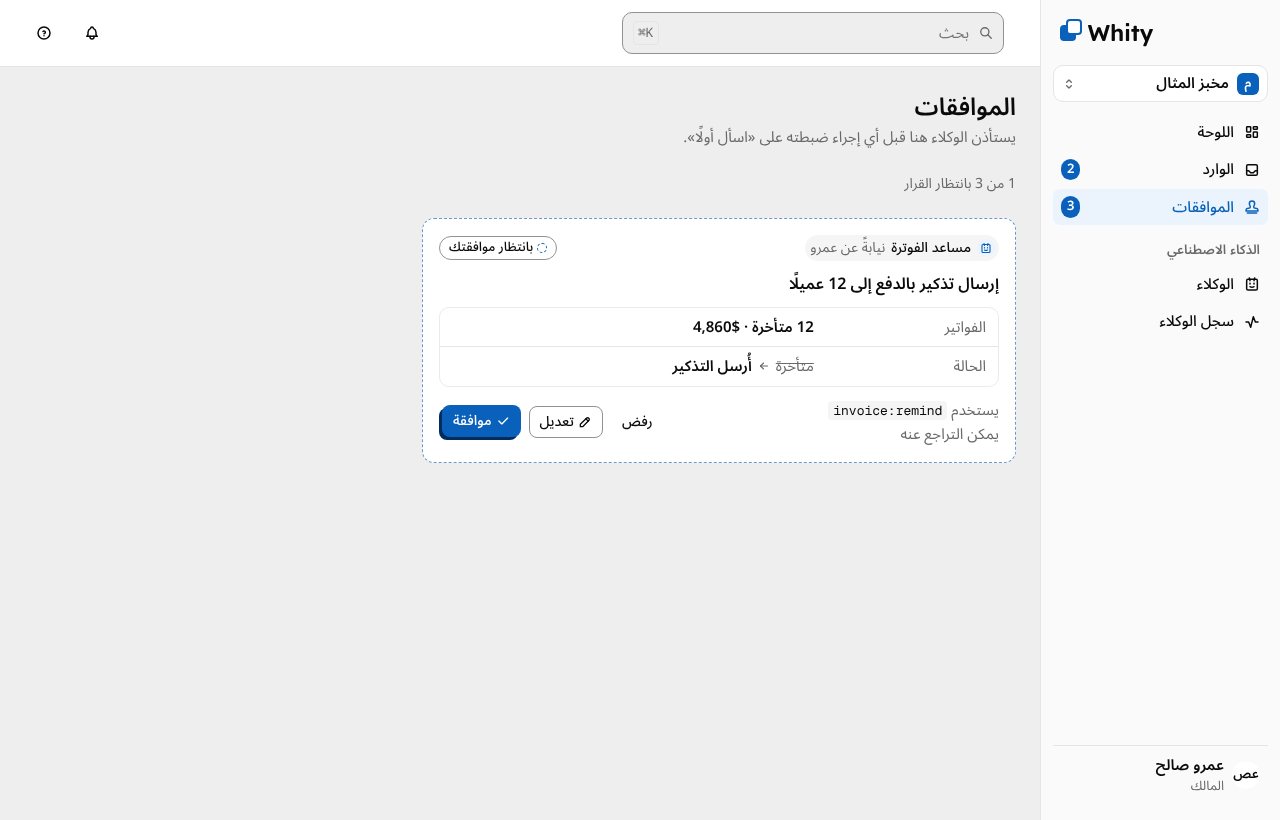 Whity
م مخبز المثال
اللوحة
الوارد 2
الموافقات 3
الذكاء الاصطناعي
الوكلاء
سجل الوكلاء
عص عمرو صالح
المالك
بحث ⌘K
الموافقات
يستأذن الوكلاء هنا قبل أي إجراء ضبطته على «اسأل أولًا».
1 من 3 بانتظار القرار
مساعد الفوترة نيابةً عن عمرو بانتظار موافقتك
إرسال تذكير بالدفع إلى 12 عميلًا
الفواتير 12 متأخرة · $4,860
الحالة متأخرة ← أُرسل التذكير
يستخدم invoice:remind
يمكن التراجع عنه
رفض تعديل موافقة